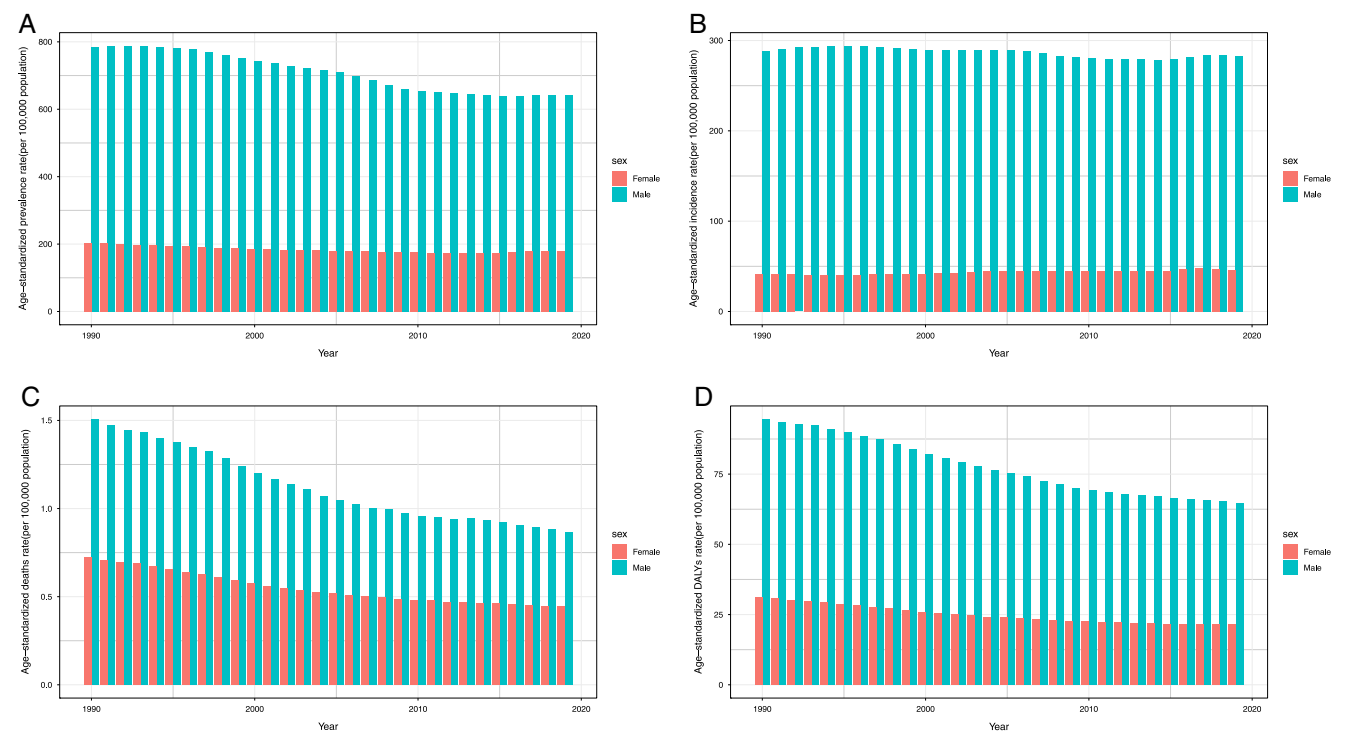 A
Age−standardized prevalence rate(per 100,000 population)
800
600
400
200
0
1990
2000
2010
2020
Year
sex
Female
Male
B
Age−standardized incidence rate(per 100,000 population)
300
200
100
0
1990
2000
2010
2020
Year
sex
Female
Male
C
Age−standardized deaths rate(per 100,000 population)
1.5
1.0
0.5
0.0
1990
2000
2010
2020
Year
sex
Female
Male
D
Age−standardized DALYs rate(per 100,000 population)
75
50
25
0
1990
2000
2010
2020
Year
sex
Female
Male